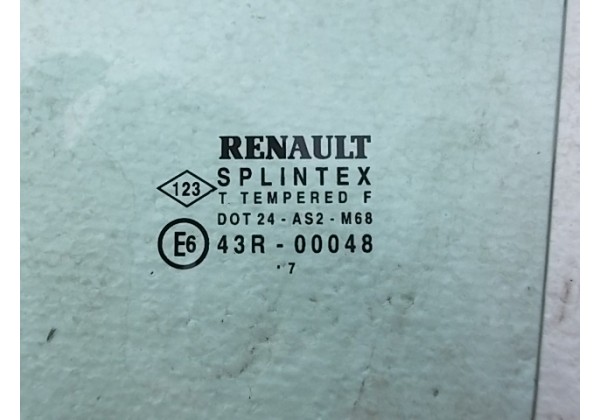 RENAULT
123 SPLINTEX
T TEMPERED F
DOT 24 - AS2 - M68
E6 43R - 00048
. 7